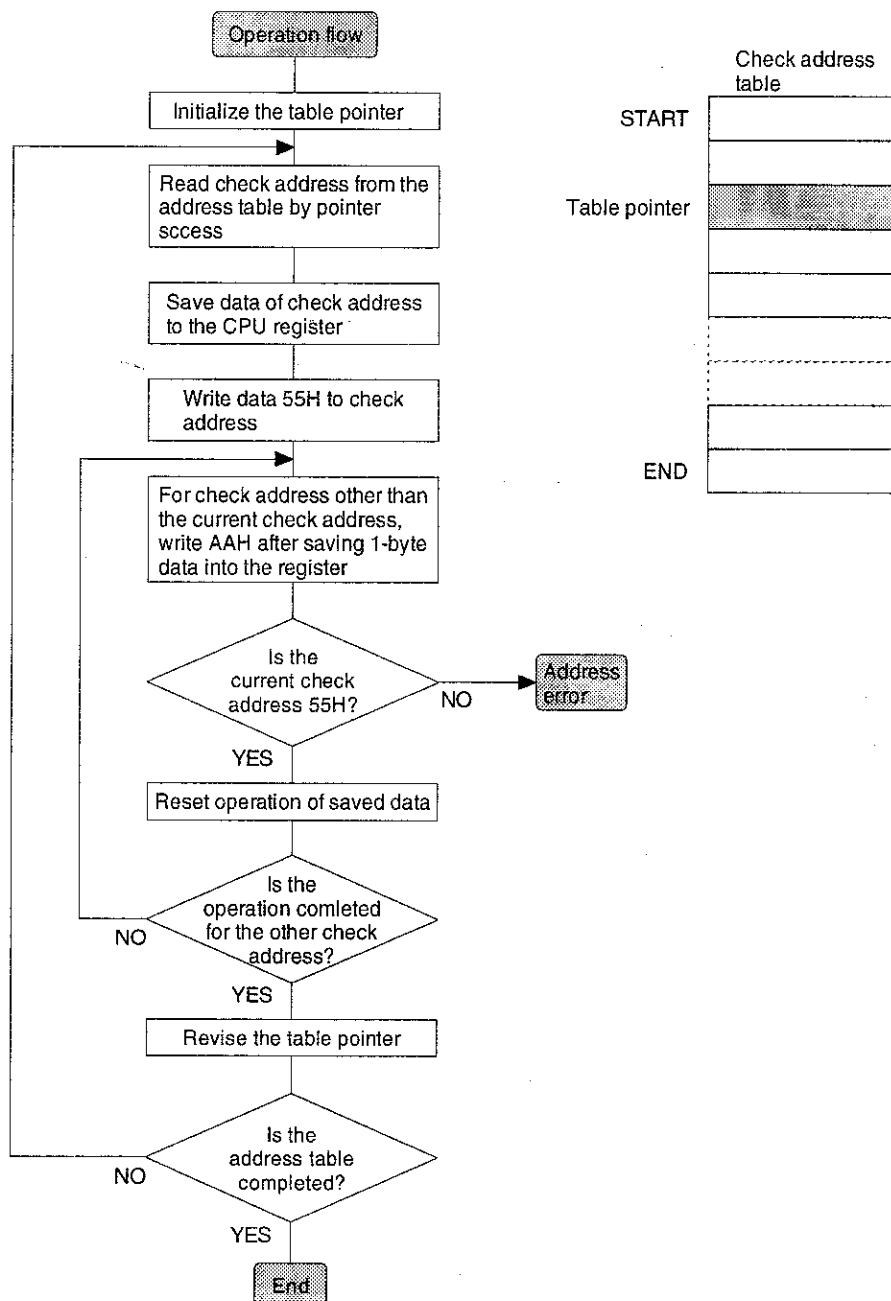 Operation flow
Initialize the table pointer
Read check address from the
address table by pointer
sccess
Save data of check address
to the CPU register
Write data 55H to check
address
For check address other than
the current check address,
write AAH after saving 1-byte
data into the register
Is the
current check
address 55H?
NO
Address
error
YES
Reset operation of saved data
Is the
operation comleted
for the other check
address?
NO
YES
Revise the table pointer
Is the
address table
completed?
NO
YES
End
Check address
table
START
Table pointer
END